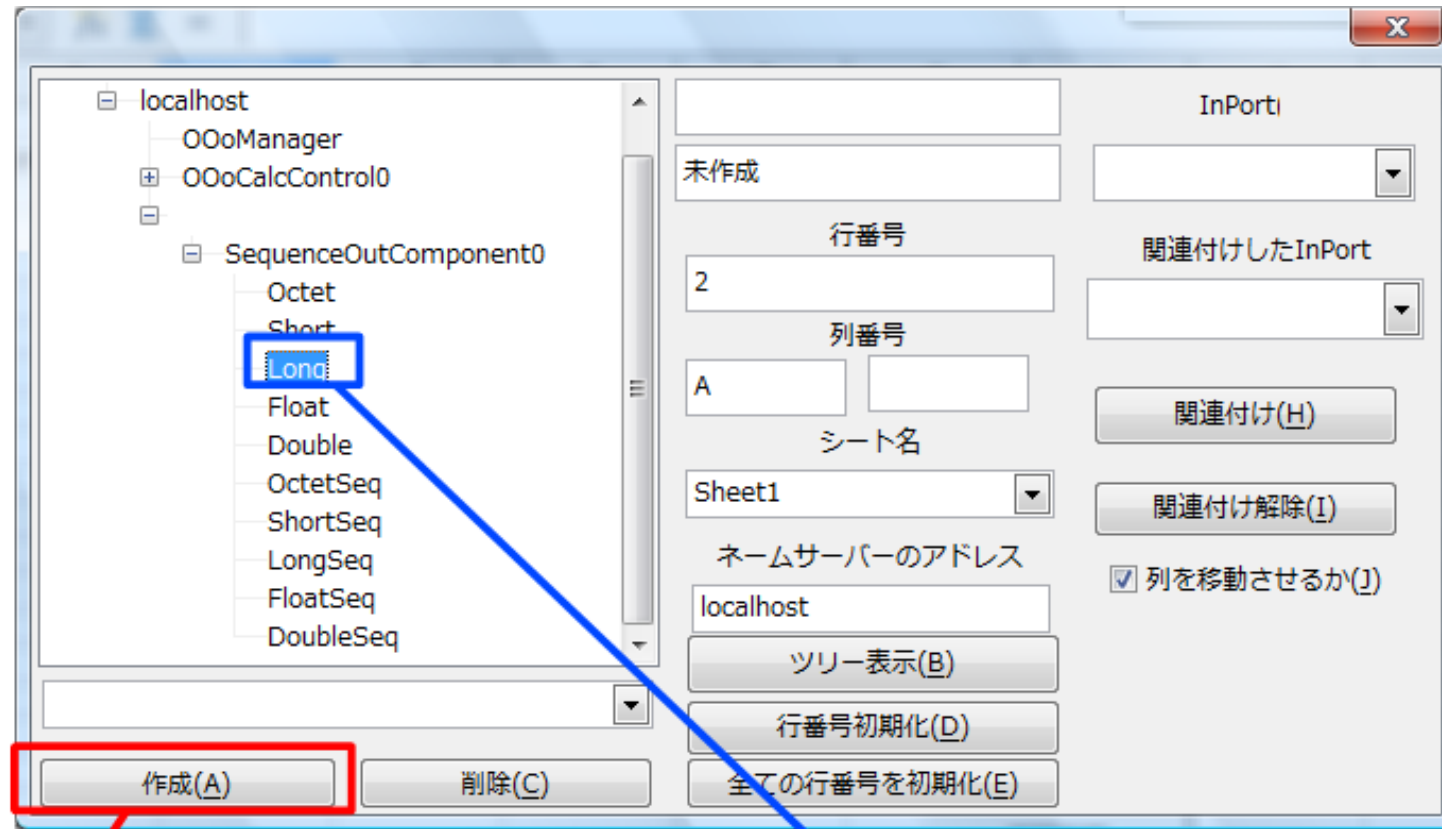 localhost
OOoManager
OOoCalcControl0
SequenceOutComponent0
Octet
Short
Long
Float
Double
OctetSeq
ShortSeq
LongSeq
FloatSeq
DoubleSeq
作成(A)
削除(C)
未作成
行番号
2
列番号
A
シート名
Sheet1
ネームサーバーのアドレス
localhost
ツリー表示(B)
行番号初期化(D)
全ての行番号を初期化(E)
InPort(
関連付けしたInPort
関連付け(H)
関連付け解除(I)
列を移動させるか(J)